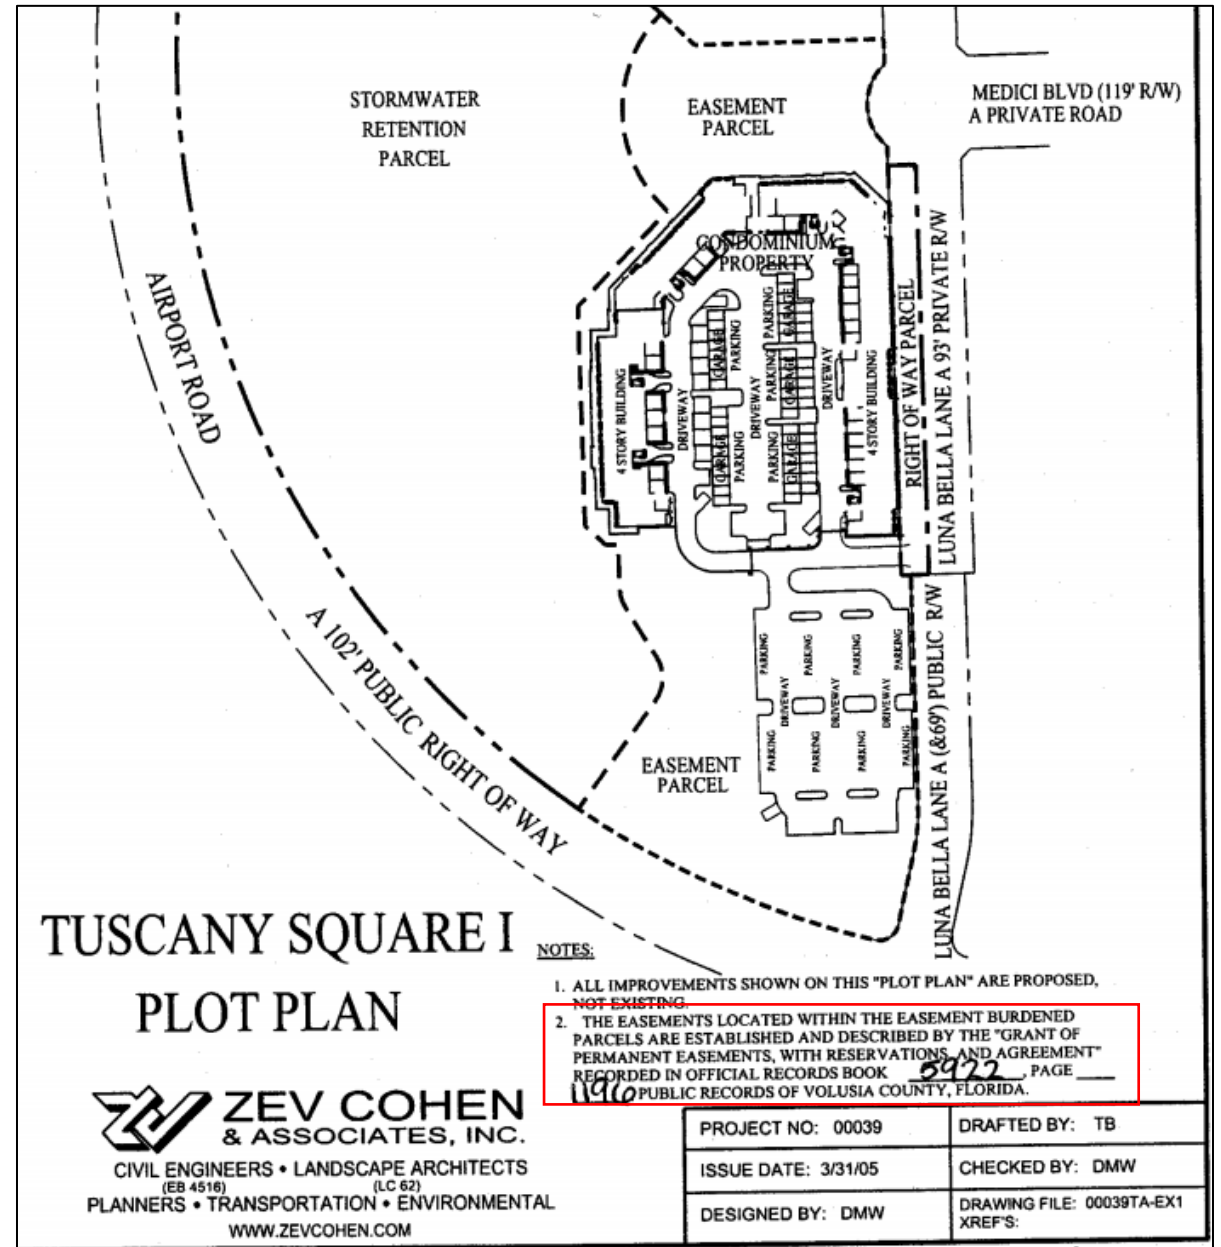 STORMWATER
RETENTION
PARCEL
EASEMENT
PARCEL
MEDICI BLVD (119' R/W)
A PRIVATE ROAD
CONDOMINIUM
PROPERTY
AIRPORT ROAD
A 102' PUBLIC RIGHT OF WAY
4 STORY BUILDING
DRIVEWAY
GARAGE
PARKING
GARAGE
PARKING
DRIVEWAY
PARKING
GARAGE
PARKING
GARAGE
PARKING
GARAGE
DRIVEWAY
4 STORY BUILDING
RIGHT OF WAY PARCEL
LUNA BELLA LANE A 93' PRIVATE R/W
LUNA BELLA LANE A (&69') PUBLIC R/W
PARKING
PARKING
PARKING
PARKING
DRIVEWAY
DRIVEWAY
DRIVEWAY
PARKING
PARKING
PARKING
PARKING
EASEMENT
PARCEL
TUSCANY SQUARE I
PLOT PLAN
NOTES:
1. ALL IMPROVEMENTS SHOWN ON THIS "PLOT PLAN" ARE PROPOSED,
NOT EXISTING.
2. THE EASEMENTS LOCATED WITHIN THE EASEMENT BURDENED
PARCELS ARE ESTABLISHED AND DESCRIBED BY THE "GRANT OF
PERMANENT EASEMENTS, WITH RESERVATIONS, AND AGREEMENT"
RECORDED IN OFFICIAL RECORDS BOOK 5922, PAGE
1196 PUBLIC RECORDS OF VOLUSIA COUNTY, FLORIDA.
ZEV COHEN
& ASSOCIATES, INC.
CIVIL ENGINEERS • LANDSCAPE ARCHITECTS
(EB 4516) (LC 62)
PLANNERS • TRANSPORTATION • ENVIRONMENTAL
WWW.ZEVCOHEN.COM
PROJECT NO: 00039
DRAFTED BY: TB
ISSUE DATE: 3/31/05
CHECKED BY: DMW
DESIGNED BY: DMW
DRAWING FILE: 00039TA-EX1
XREF'S: